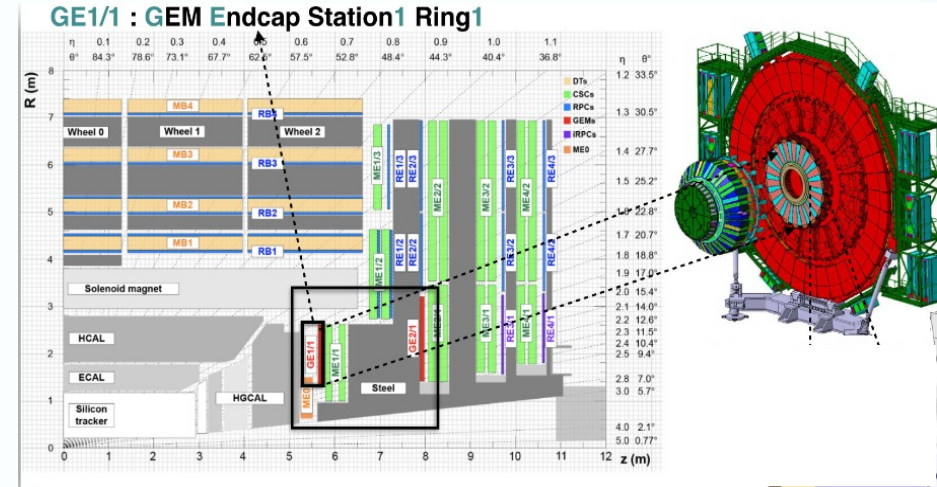 GE1/1 : GEM Endcap Station1 Ring1
η 0.1 0.2 0.3 0.4 0.5 0.6 0.7 0.8 0.9 1.0 1.1
θ° 84.3° 78.6° 73.1° 67.7° 62.5° 57.5° 52.8° 48.4° 44.3° 40.4° 36.8°
η θ°
1.2 33.5°
1.3 30.5°
1.4 27.7°
1.5 25.2°
1.6 22.8°
1.7 20.7°
1.8 18.8°
1.9 17.0°
2.0 15.4°
2.1 14.0°
2.2 12.6°
2.3 11.5°
2.4 10.4°
2.5 9.4°
2.8 7.0°
3.0 5.7°
4.0 2.1°
5.0 0.77°
DTs
CSCs
RPCs
GEMs
iRPCs
ME0
R (m)
8
7
6
5
4
3
2
1
0
MB4
RB4
Wheel 0 Wheel 1 Wheel 2
MB3
RB3
MB2
RB2
MB1
RB1
Solenoid magnet
HCAL
ECAL
Silicon
tracker
HGCAL
Steel
ME0
GE1/1
ME1/1
GE2/1
ME2/1
ME1/2
ME1/3
RE1/3
RE2/3
RE1/2
RE2/2
ME2/2
ME3/2
RE3/3
RE3/2
ME3/1
RE3/1
ME4/2
RE4/3
RE4/2
ME4/1
RE4/1
0 1 2 3 4 5 6 7 8 9 10 11 12 z (m)